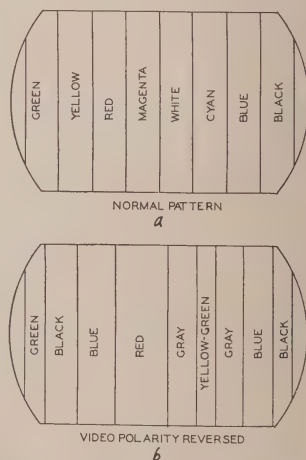 GREEN
YELLOW
RED
MAGENTA
WHITE
CYAN
BLUE
BLACK
NORMAL PATTERN
a
GREEN
BLACK
BLUE
RED
GRAY
YELLOW-GREEN
GRAY
BLUE
BLACK
VIDEO POLARITY REVERSED
b